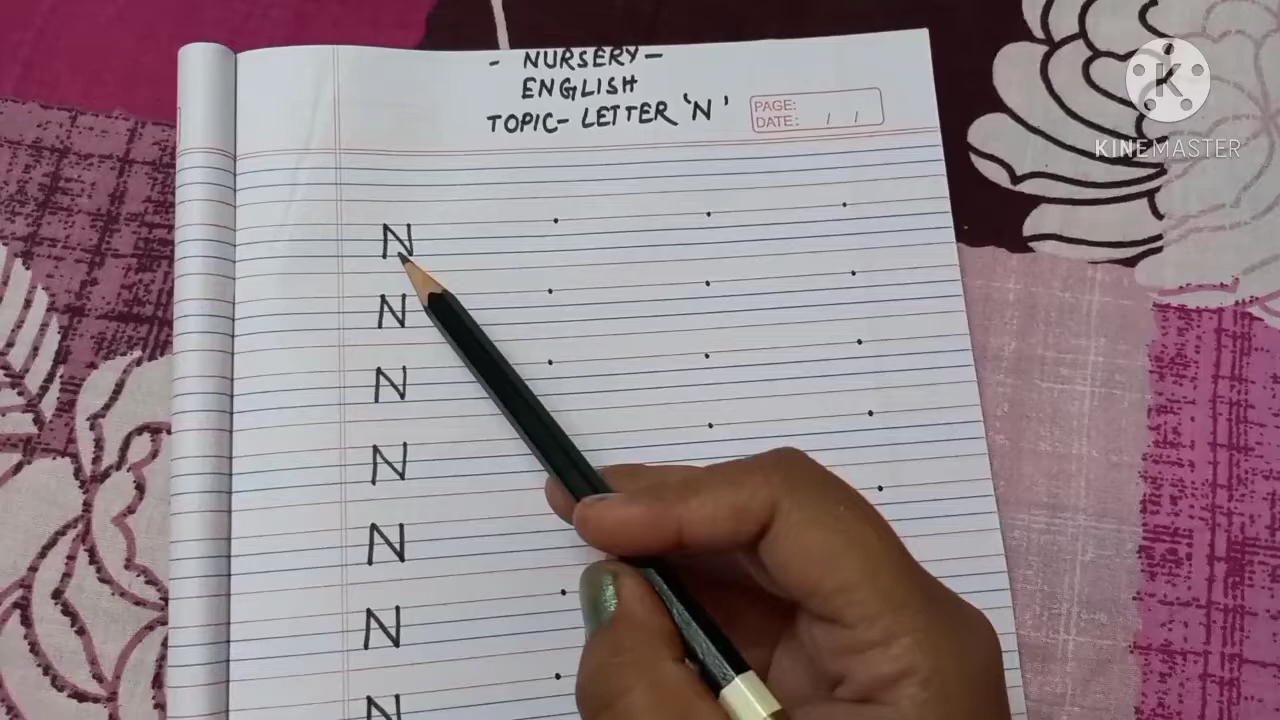 - NURSERY-
ENGLISH
TOPIC- LETTER 'N'
PAGE:
DATE: / /
N
N
N
N
N
N
N
K
KINEMASTER